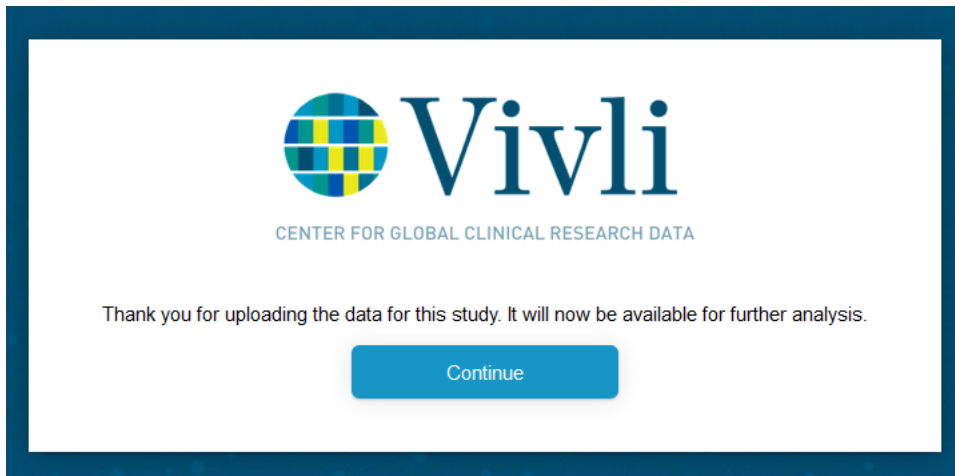 Vivli
CENTER FOR GLOBAL CLINICAL RESEARCH DATA
Thank you for uploading the data for this study. It will now be available for further analysis.
Continue